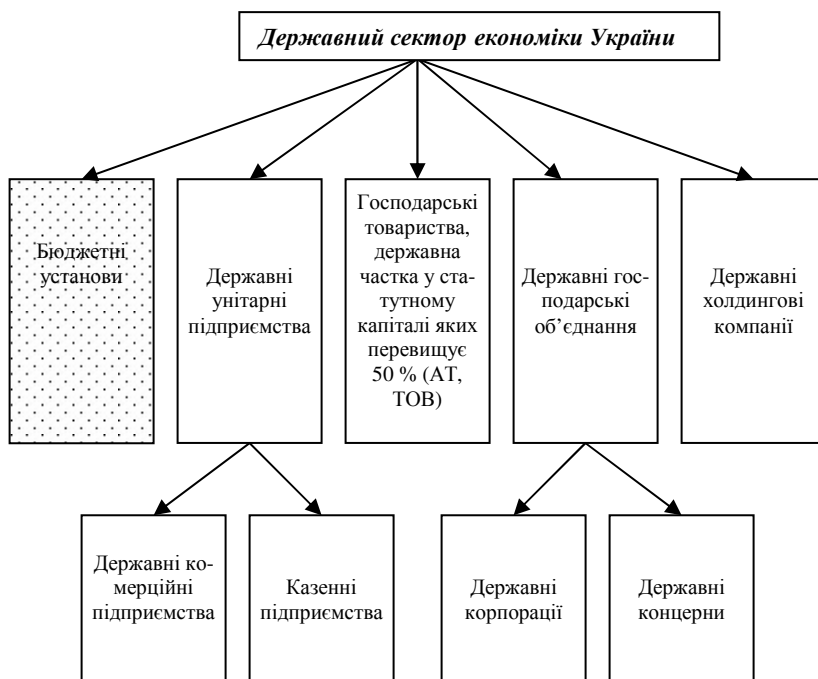 Державний сектор економіки України
Бюджетні
установи
Державні
унітарні
підприємства
Господарські
товариства,
державна
частка у ста-
тутному
капіталі яких
перевищує
50 % (АТ,
ТОВ)
Державні гос-
подарські
об’єднання
Державні
холдингові
компанії
Державні ко-
мерційні
підприємства
Казенні
підприємства
Державні
корпорації
Державні
концерни